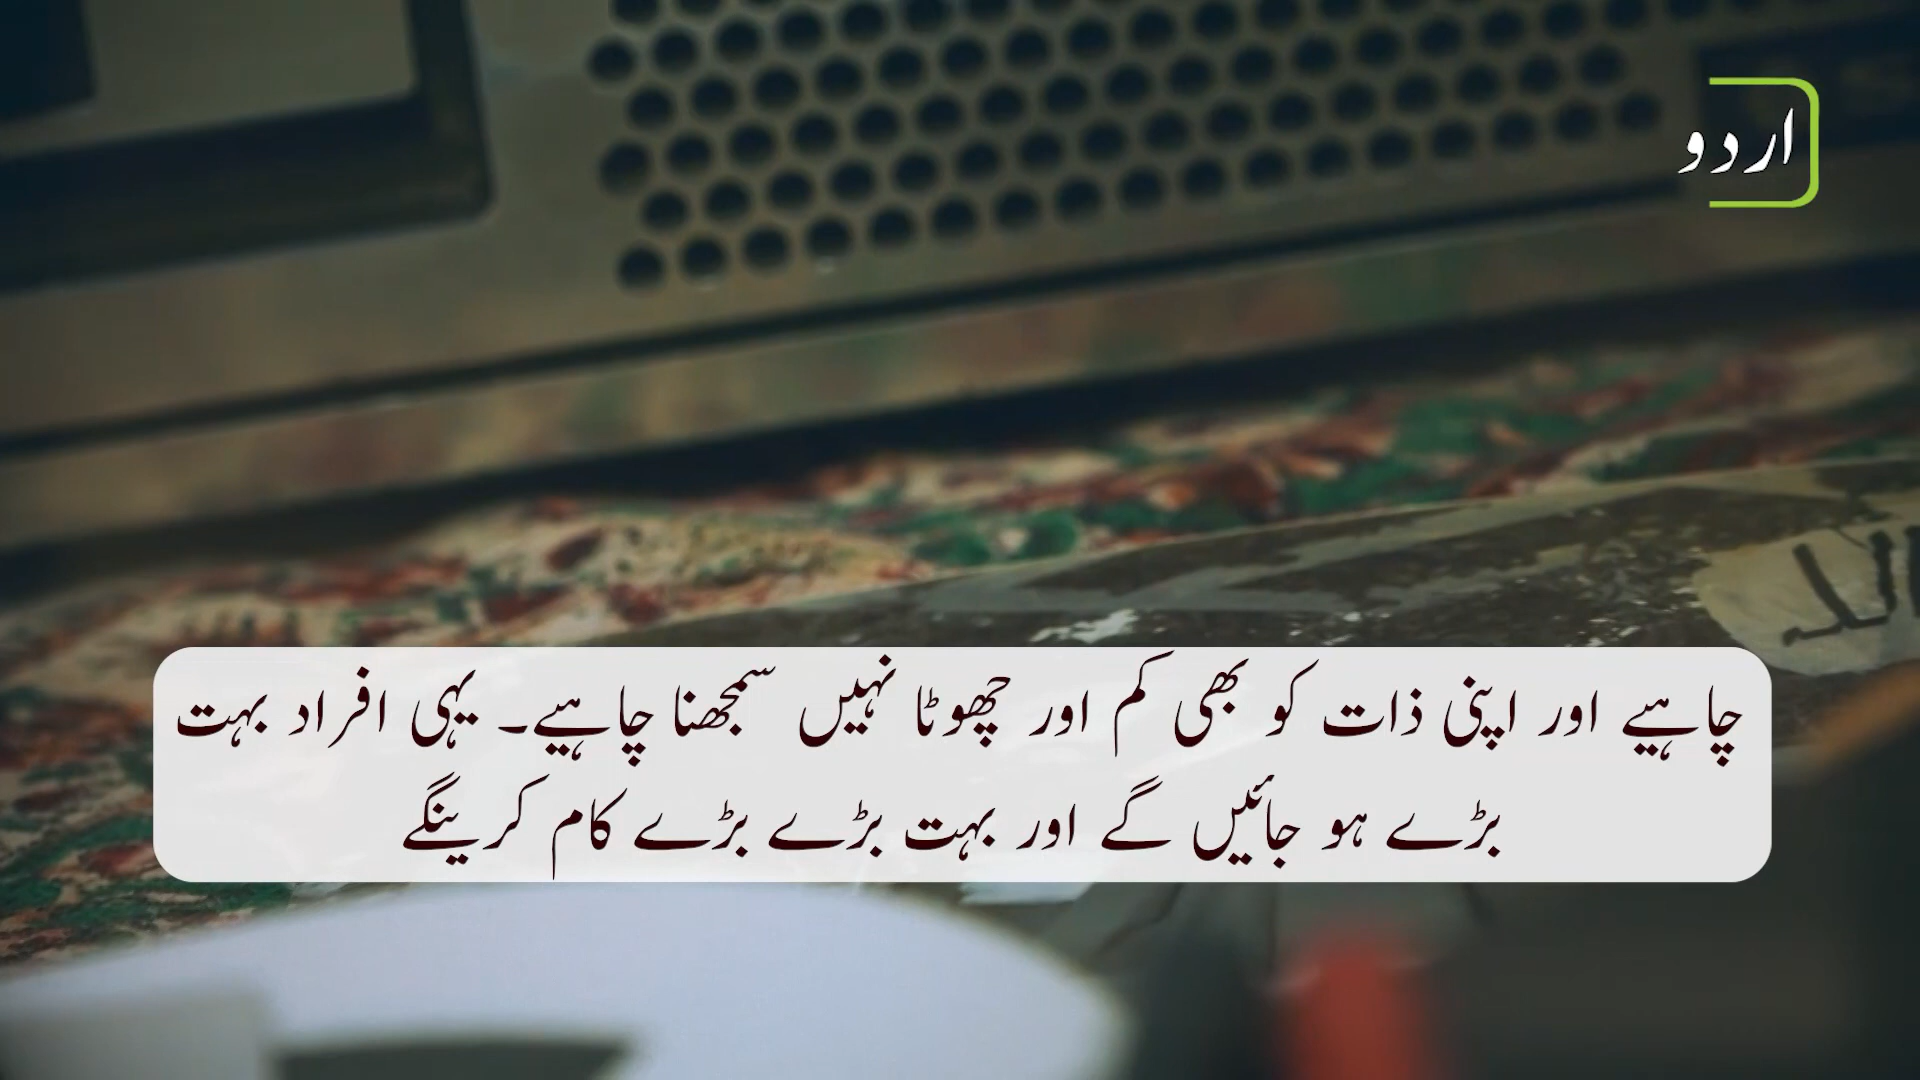 اردو
چاہیے اور اپنی ذات کو بھی کم اور چھوٹا نہیں سمجھنا چاہیے۔ یہی افراد بہت
بڑے ہو جائیں گے اور بہت بڑے بڑے کام کرینگے